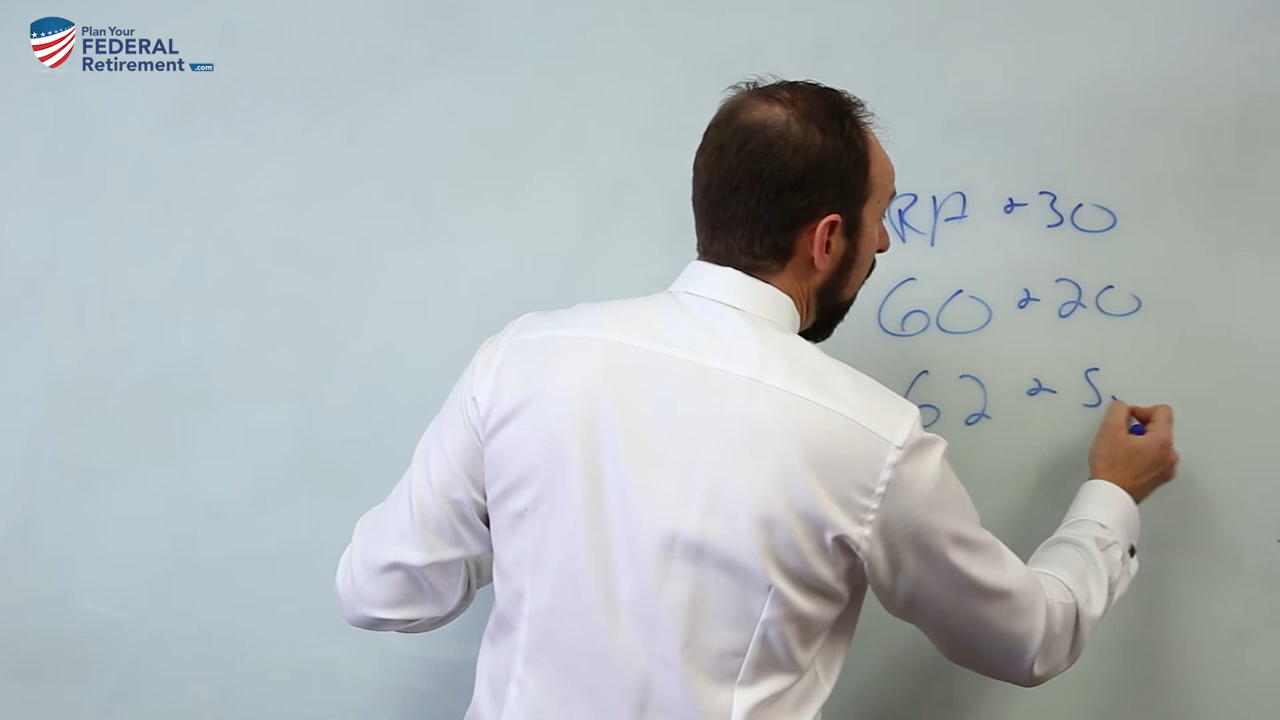 Plan Your
FEDERAL
Retirement .com
RA + 30
60 + 20
62 + 5